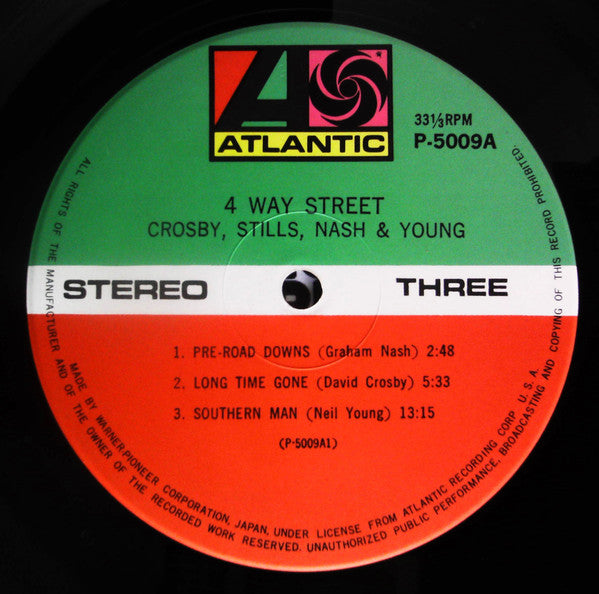 ATLANTIC
33⅓RPM
P-5009A
4 WAY STREET
CROSBY, STILLS, NASH & YOUNG
STEREO
THREE
1. PRE-ROAD DOWNS (Graham Nash) 2:48
2. LONG TIME GONE (David Crosby) 5:33
3. SOUTHERN MAN (Neil Young) 13:15
(P-5009A1)
MADE BY WARNER-PIONEER CORPORATION, JAPAN, UNDER LICENSE FROM ATLANTIC RECORDING CORP. U. S. A.
ALL RIGHTS OF THE MANUFACTURER AND OF THE OWNER OF THE RECORDED WORK RESERVED. UNAUTHORIZED PUBLIC PERFORMANCE, BROADCASTING AND COPYING OF THIS RECORD PROHIBITED.